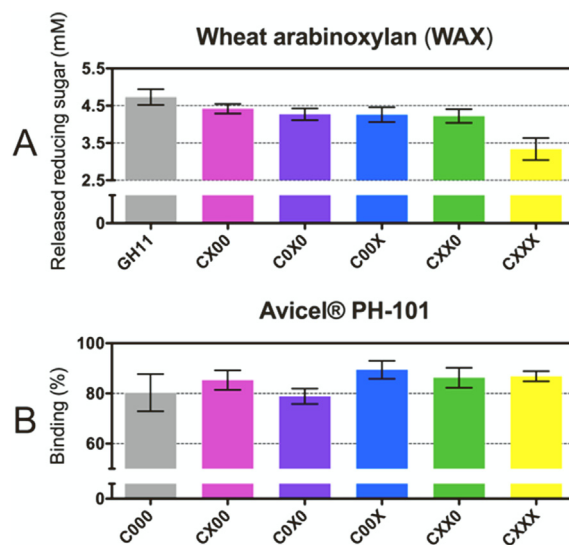 Wheat arabinoxylan (WAX)
A
Released reducing sugar (mM)
5.5
4.5
3.5
2.5
0
GH11
CX00
C0X0
C00X
CXX0
CXXX
Avicel® PH-101
B
Binding (%)
100
80
60
0
C000
CX00
C0X0
C00X
CXX0
CXXX